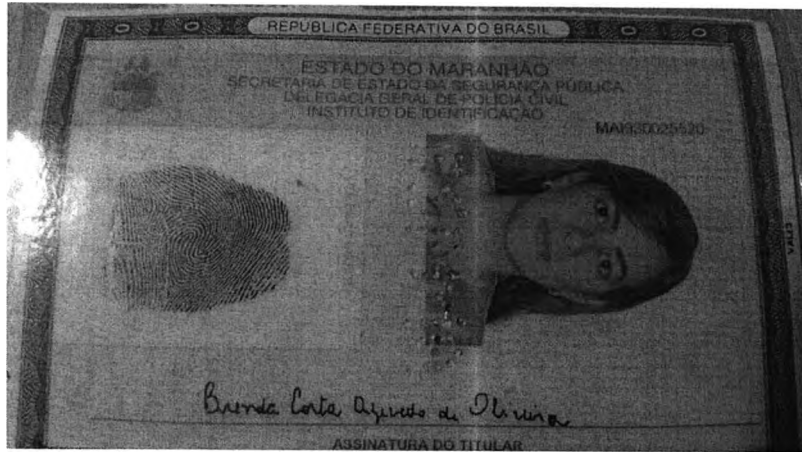 REPÚBLICA FEDERATIVA DO BRASIL
ESTADO DO MARANHÃO
SECRETARIA DE ESTADO DA SEGURANÇA PÚBLICA
DELEGACIA GERAL DE POLÍCIA CIVIL
INSTITUTO DE IDENTIFICAÇÃO
MA1930025520
Brenda Costa Azevedo de Oliveira
ASSINATURA DO TITULAR